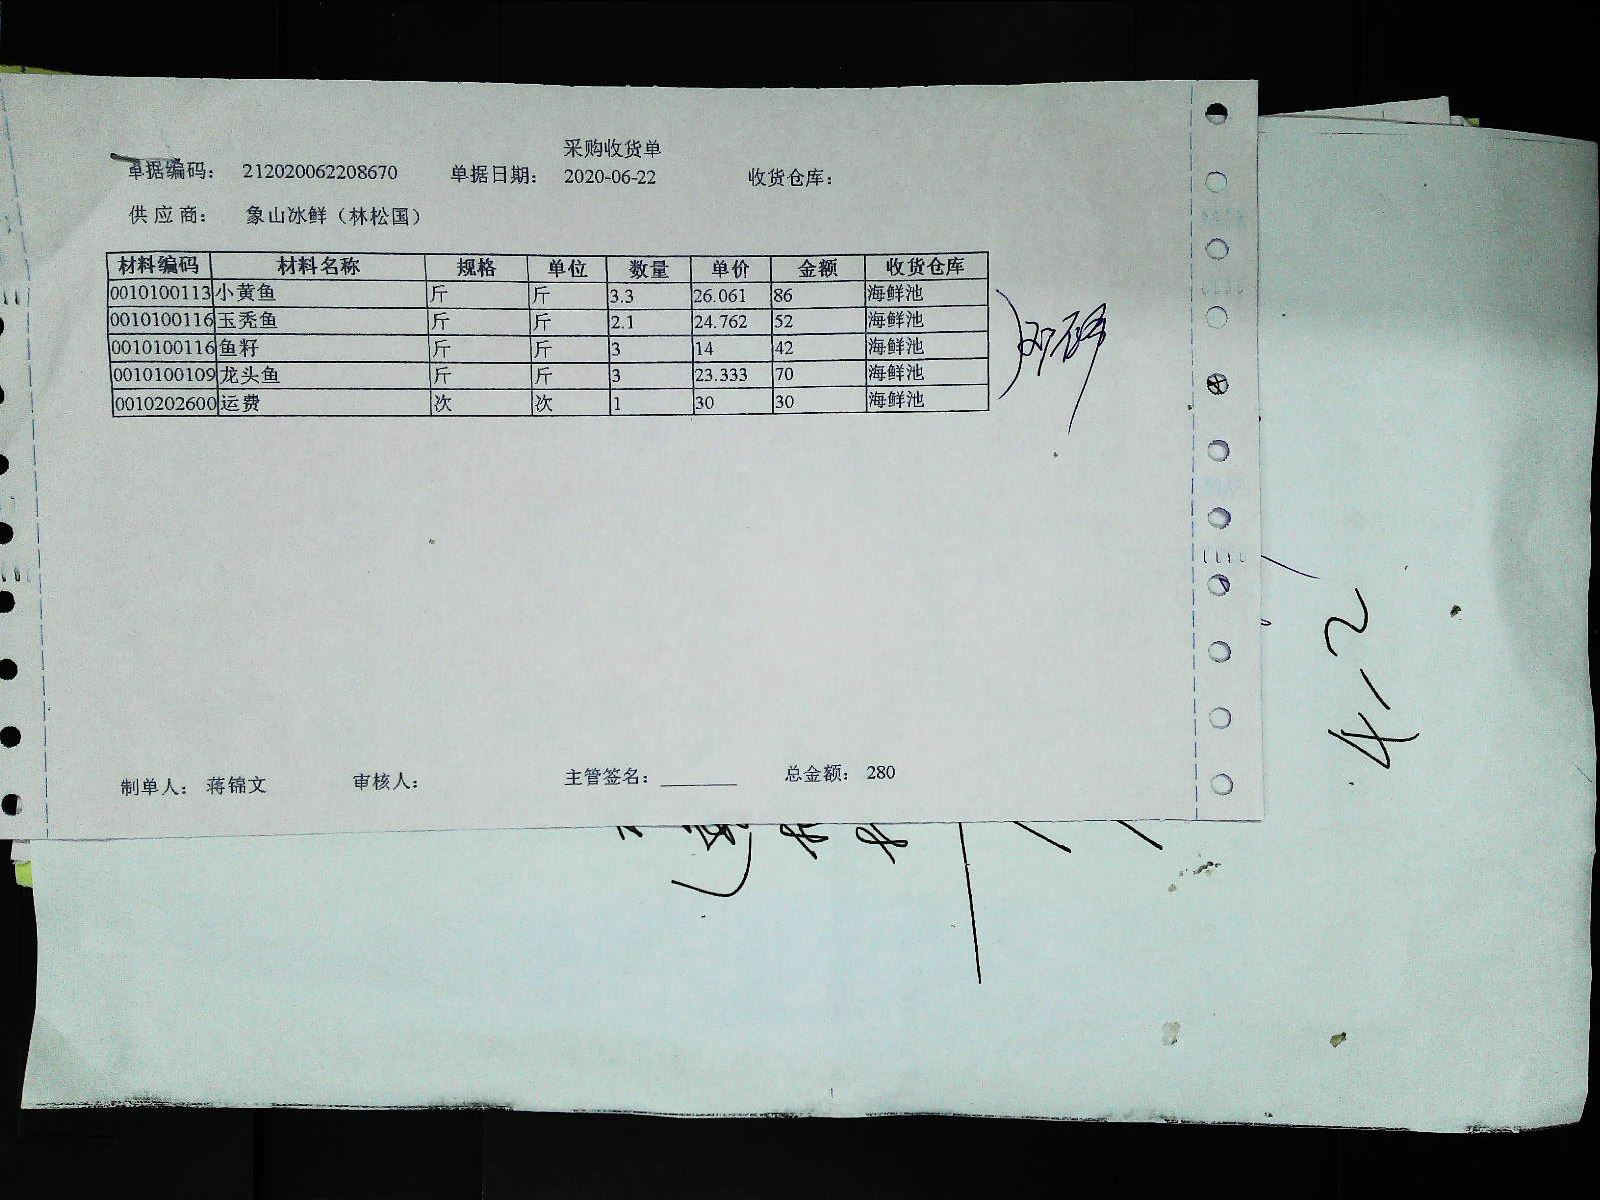 采购收货单
单据编码： 212020062208670 单据日期： 2020-06-22 收货仓库：
供应商： 象山冰鲜（林松国）
材料编码 材料名称 规格 单位 数量 单价 金额 收货仓库
0010100113 小黄鱼 斤 斤 3.3 26.061 86 海鲜池
0010100116 玉秃鱼 斤 斤 2.1 24.762 52 海鲜池
0010100116 鱼籽 斤 斤 3 14 42 海鲜池
0010100109 龙头鱼 斤 斤 3 23.333 70 海鲜池
0010202600 运费 次 次 1 30 30 海鲜池
制单人： 蒋锦文 审核人： 主管签名： ________ 总金额： 280
4-2